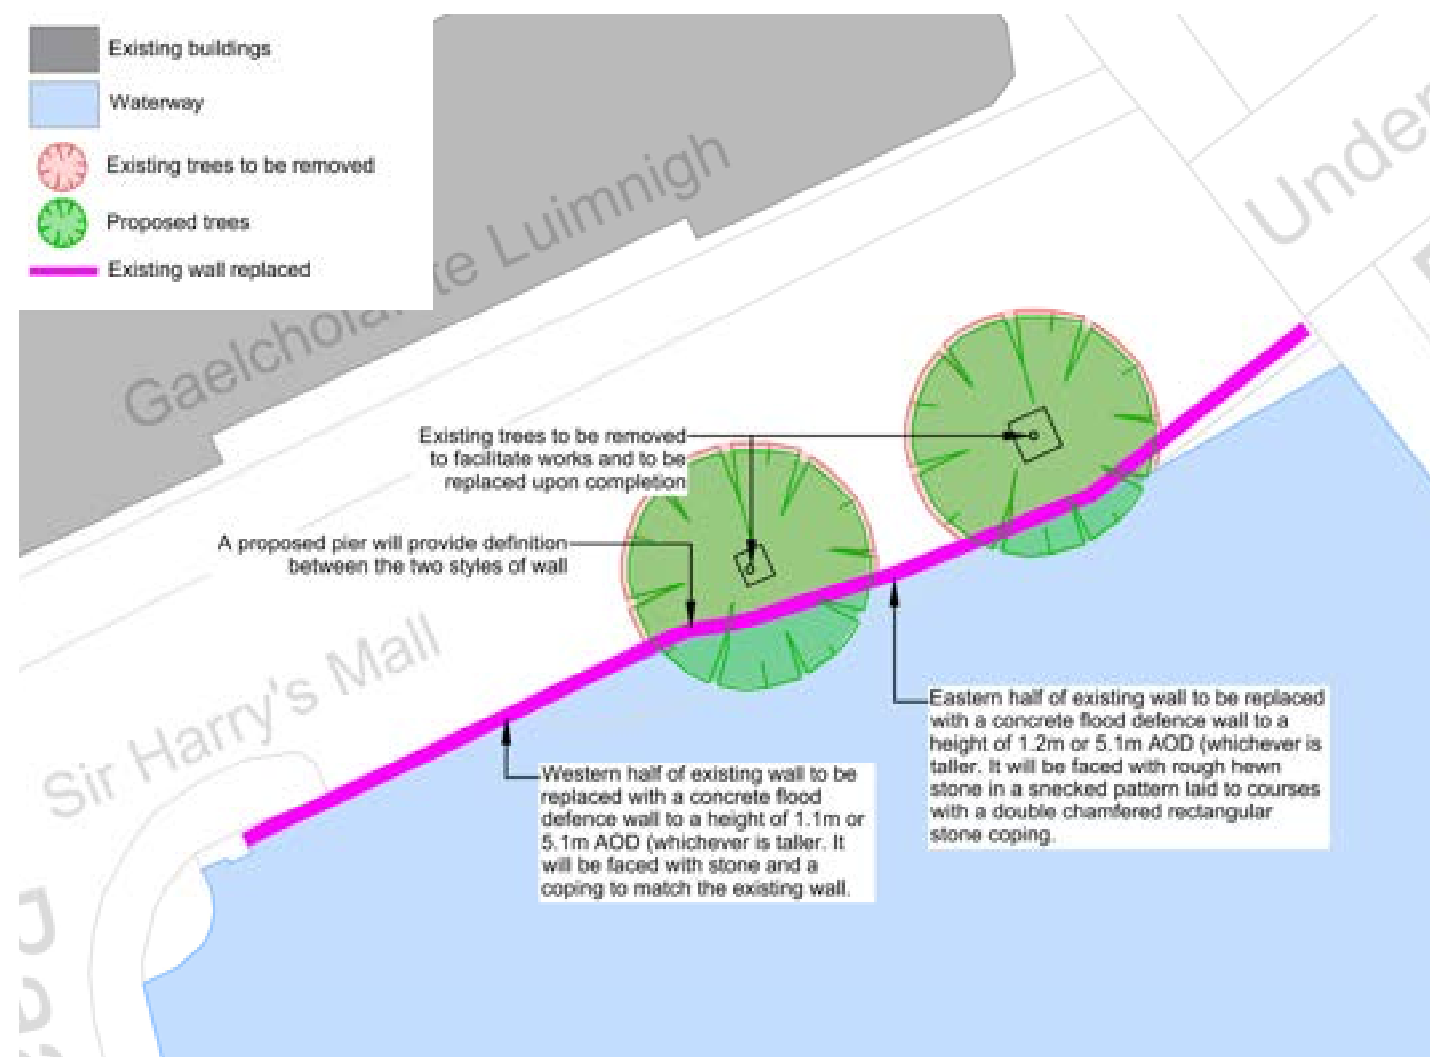 Existing buildings
Waterway
Existing trees to be removed
Proposed trees
Existing wall replaced
Under
te Luimnigh
Gaelchola
Existing trees to be removed
to facilitate works and to be
replaced upon completion
A proposed pier will provide definition
between the two styles of wall
Sir Harry's Mall
Eastern half of existing wall to be replaced
with a concrete flood defence wall to a
height of 1.2m or 5.1m AOD (whichever is
taller. It will be faced with rough hewn
stone in a snecked pattern laid to courses
with a double chamfered rectangular
stone coping.
Western half of existing wall to be
replaced with a concrete flood
defence wall to a height of 1.1m or
5.1m AOD (whichever is taller. It
will be faced with stone and a
coping to match the existing wall.